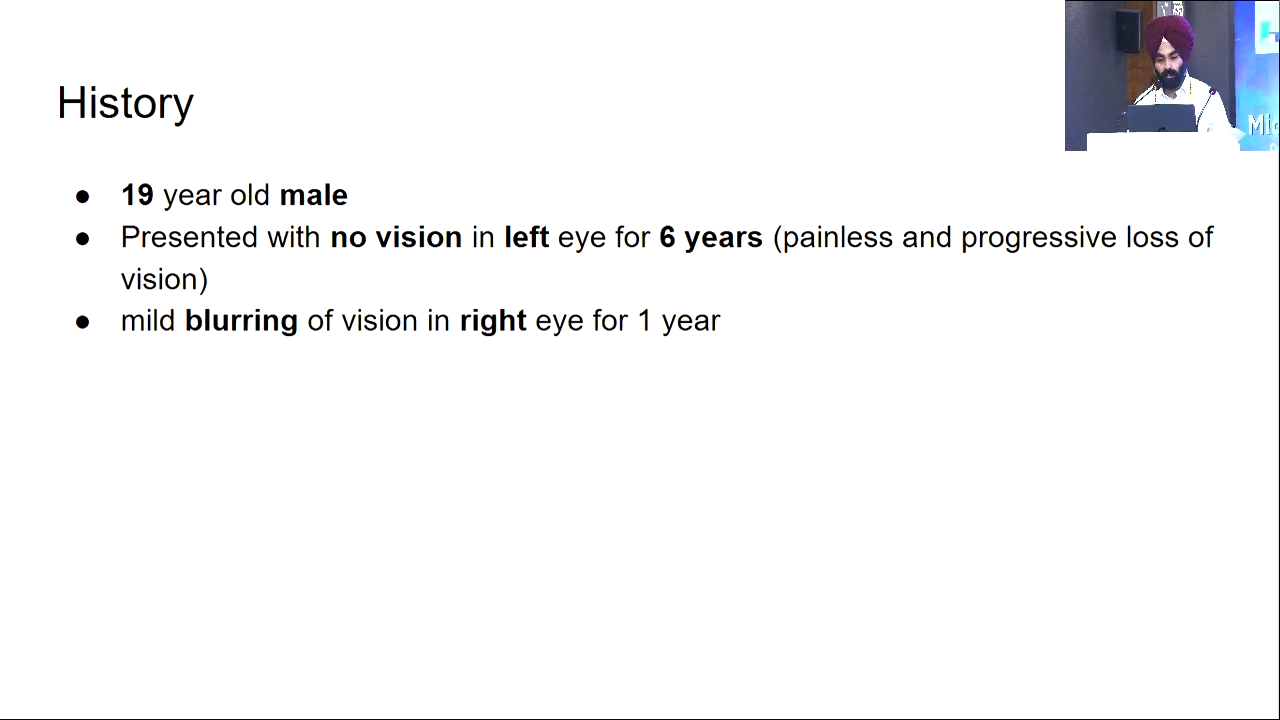 History
● 19 year old male
● Presented with no vision in left eye for 6 years (painless and progressive loss of
vision)
● mild blurring of vision in right eye for 1 year